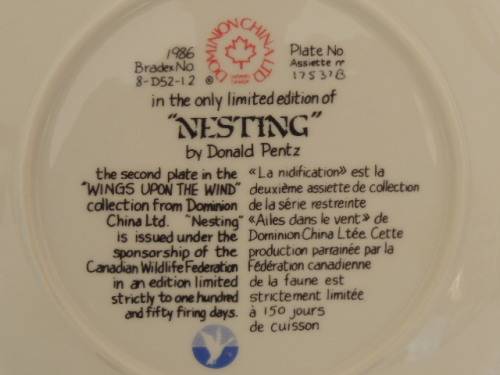 1986
Bradex No.
8-D52-1.2 ®
DOMINION CHINA LTD
Plate No
Assiette nº
17537B
in the only limited edition of
"NESTING"
by Donald Pentz
the second plate in the
"WINGS UPON THE WIND"
collection from Dominion
China Ltd. "Nesting"
is issued under the
sponsorship of the
Canadian Wildlife Federation
in an edition limited
strictly to one hundred
and fifty firing days.
«La nidification» est la
deuxième assiette de collection
de la série restreinte
«Ailes dans le vent» de
Dominion China Ltée. Cette
production parrainée par la
Fédération canadienne
de la faune est
strictement limitée
à 150 jours
de cuisson